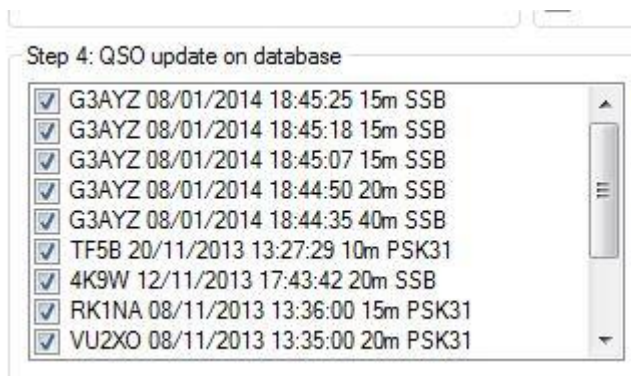 Step 4: QSO update on database
G3AYZ 08/01/2014 18:45:25 15m SSB
G3AYZ 08/01/2014 18:45:18 15m SSB
G3AYZ 08/01/2014 18:45:07 15m SSB
G3AYZ 08/01/2014 18:44:50 20m SSB
G3AYZ 08/01/2014 18:44:35 40m SSB
TF5B 20/11/2013 13:27:29 10m PSK31
4K9W 12/11/2013 17:43:42 20m SSB
RK1NA 08/11/2013 13:36:00 15m PSK31
VU2XO 08/11/2013 13:35:00 20m PSK31